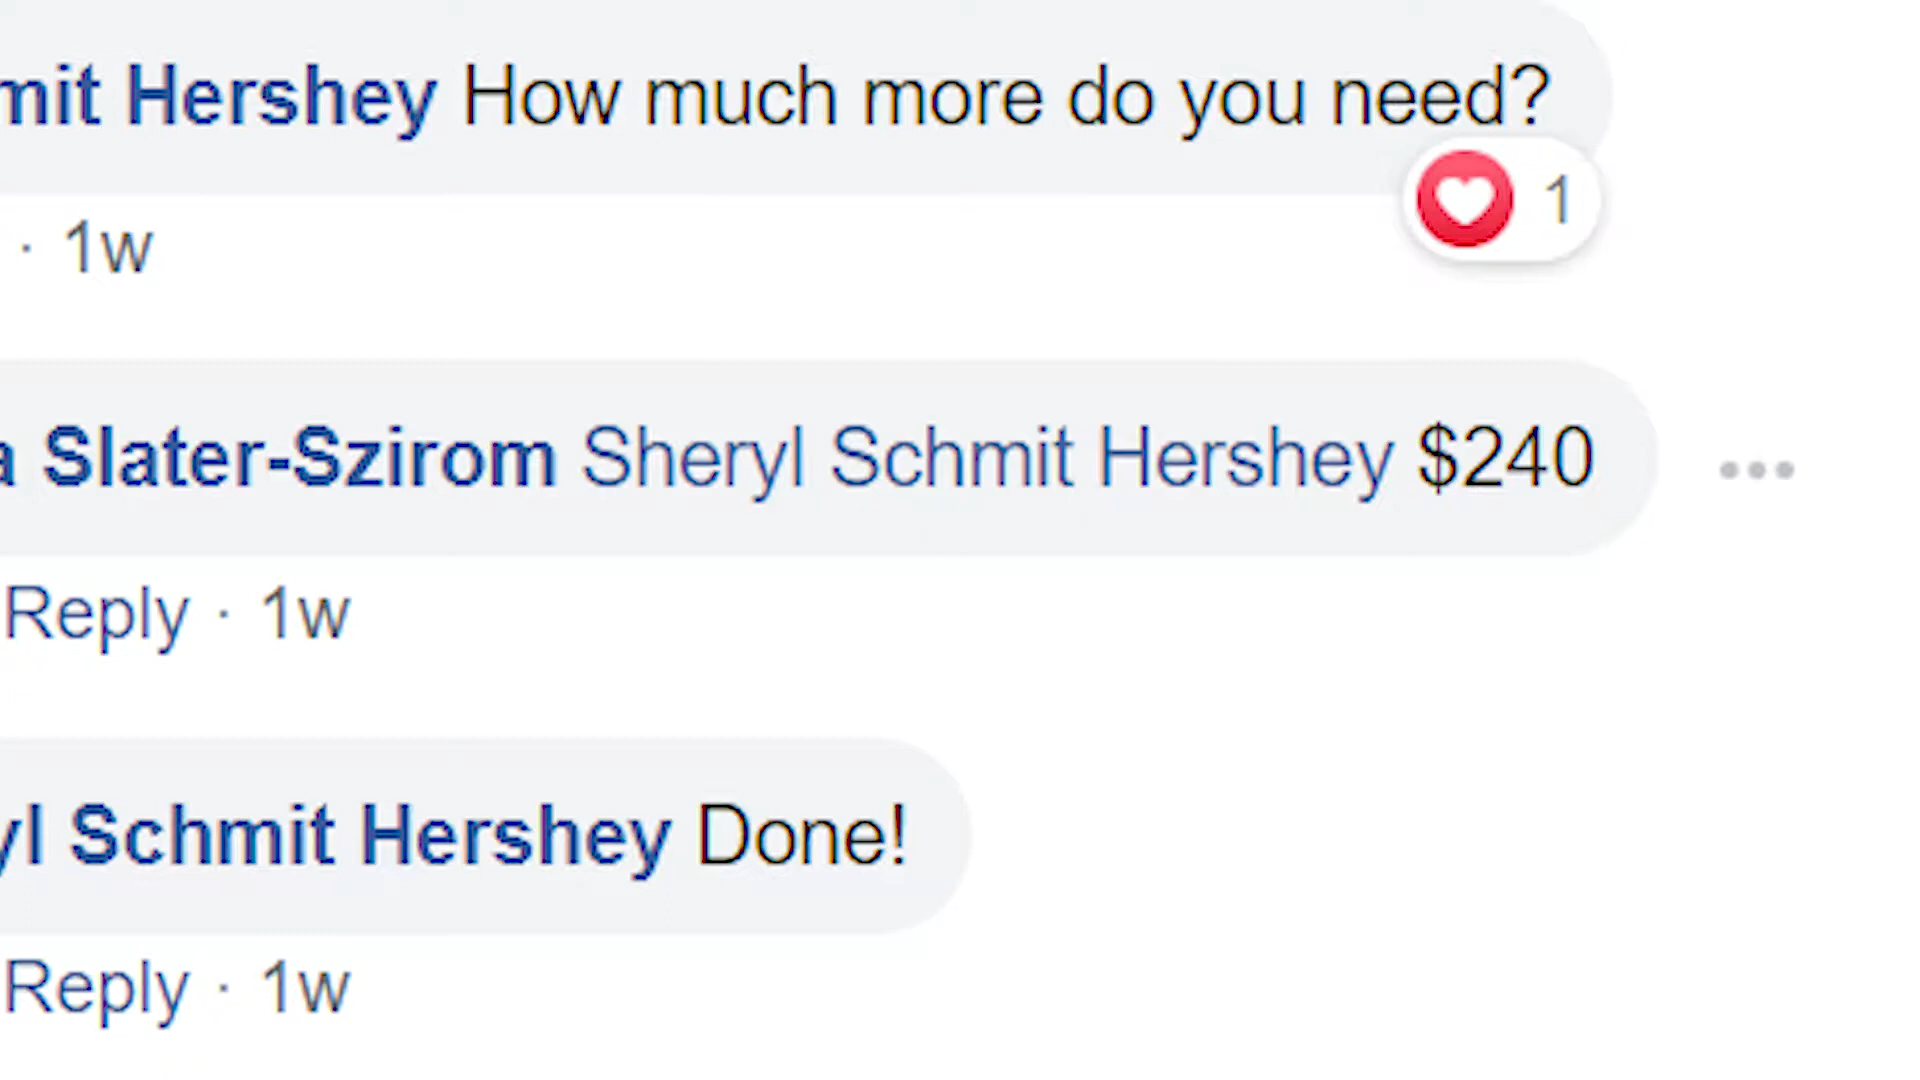 mit Hershey How much more do you need?
1
· 1w
a Slater-Szirom Sheryl Schmit Hershey $240
Reply · 1w
yl Schmit Hershey Done!
Reply · 1w